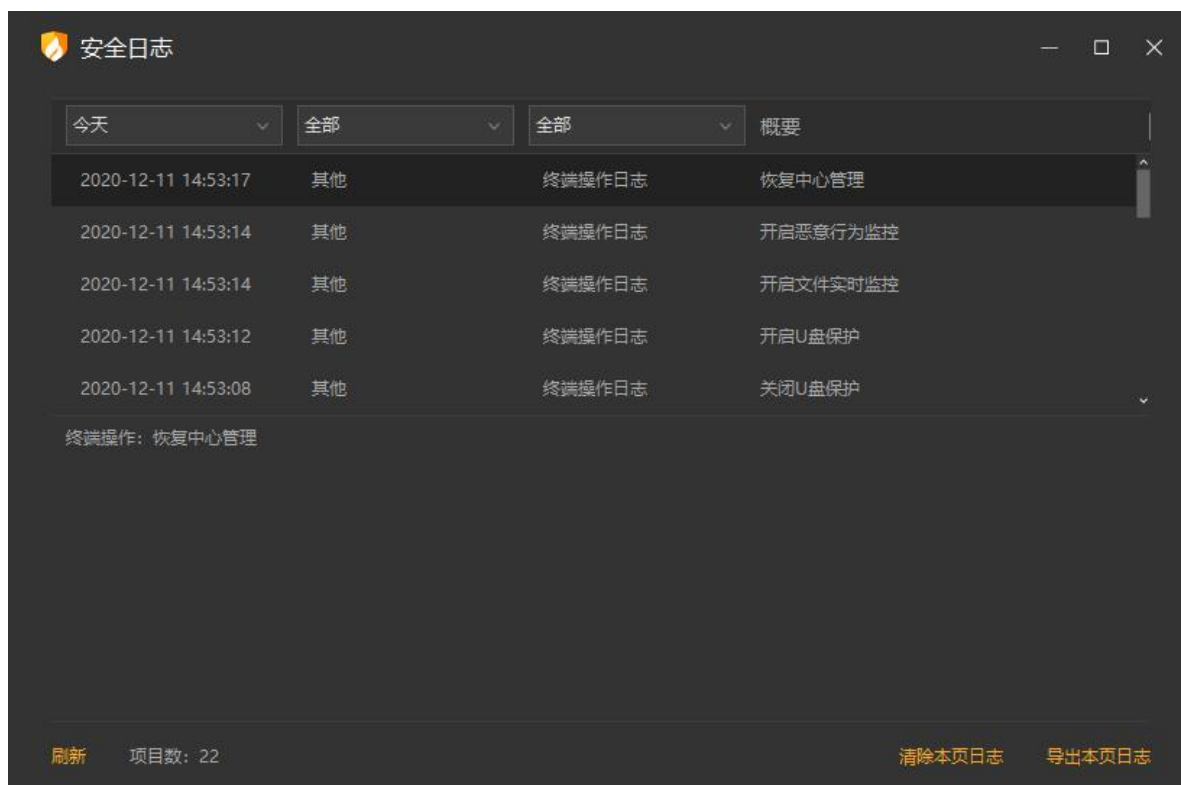 安全日志
今天 全部 全部 概要
2020-12-11 14:53:17 其他 终端操作日志 恢复中心管理
2020-12-11 14:53:14 其他 终端操作日志 开启恶意行为监控
2020-12-11 14:53:14 其他 终端操作日志 开启文件实时监控
2020-12-11 14:53:12 其他 终端操作日志 开启U盘保护
2020-12-11 14:53:08 其他 终端操作日志 关闭U盘保护
终端操作：恢复中心管理
刷新 项目数：22 清除本页日志 导出本页日志